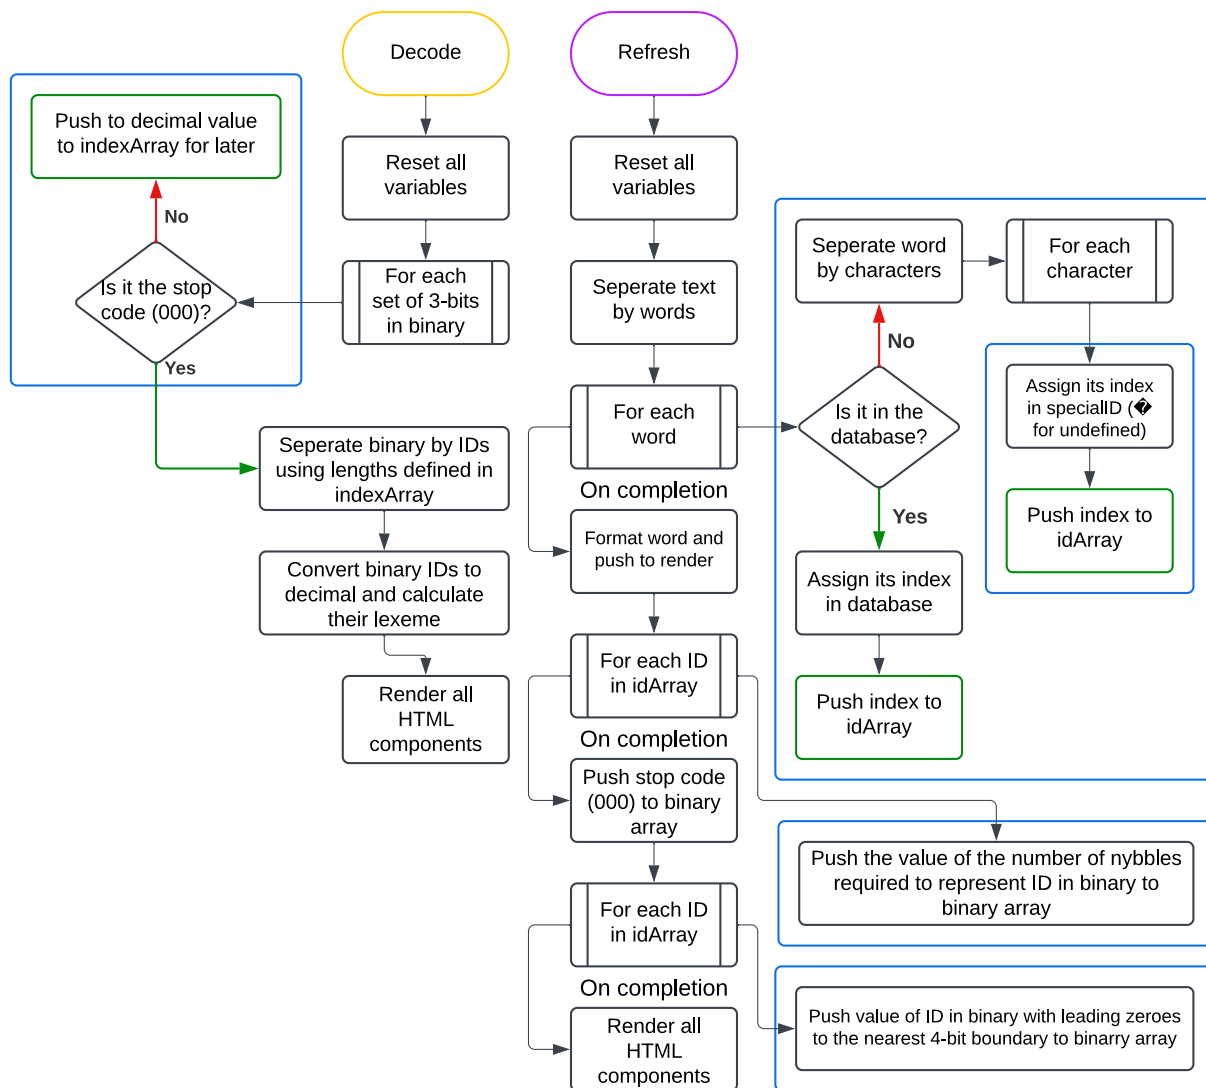 Decode
Refresh
Push to decimal value
to indexArray for later
Reset all
variables
Reset all
variables
No
Is it the stop
code (000)?
Yes
For each
set of 3-bits
in binary
Seperate text
by words
Seperate word
by characters
For each
character
No
Is it in the
database?
Yes
Assign its index
in specialID (�
for undefined)
Push index to
idArray
For each
word
On completion
Seperate binary by IDs
using lengths defined in
indexArray
Format word and
push to render
Convert binary IDs to
decimal and calculate
their lexeme
Assign its index
in database
Render all
HTML
components
For each ID
in idArray
On completion
Push index to
idArray
Push stop code
(000) to binary
array
Push the value of the number of nybbles
required to represent ID in binary to
binary array
For each ID
in idArray
On completion
Render all
HTML
components
Push value of ID in binary with leading zeroes
to the nearest 4-bit boundary to binarry array